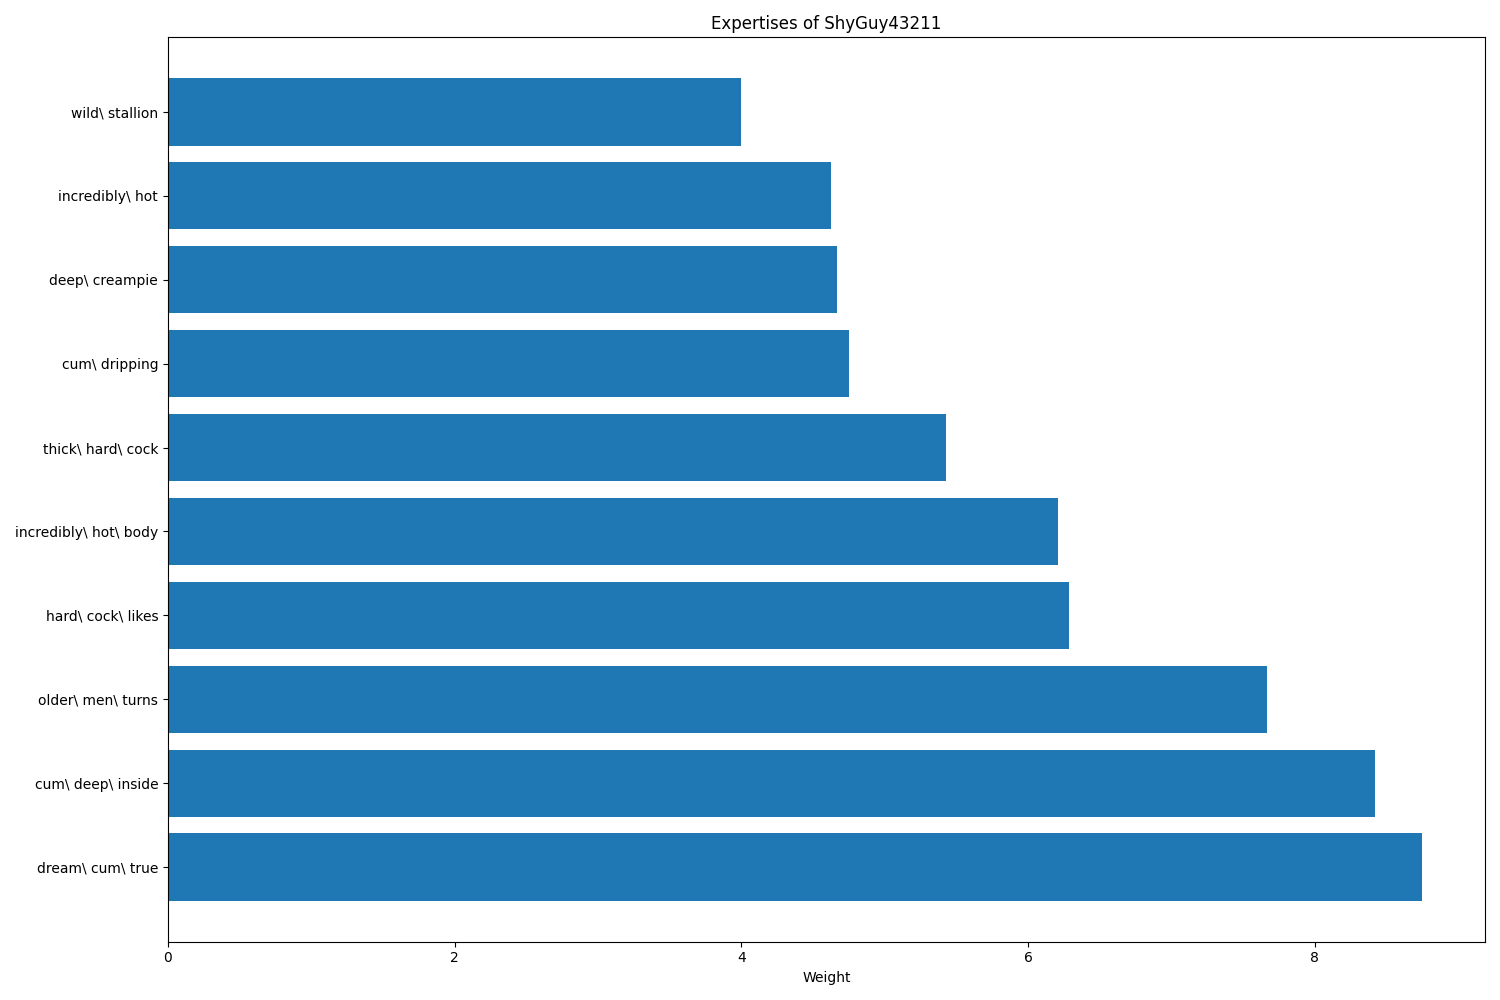 Expertises of ShyGuy43211
wild\ stallion
incredibly\ hot
deep\ creampie
cum\ dripping
thick\ hard\ cock
incredibly\ hot\ body
hard\ cock\ likes
older\ men\ turns
cum\ deep\ inside
dream\ cum\ true
0 2 4 6 8
Weight